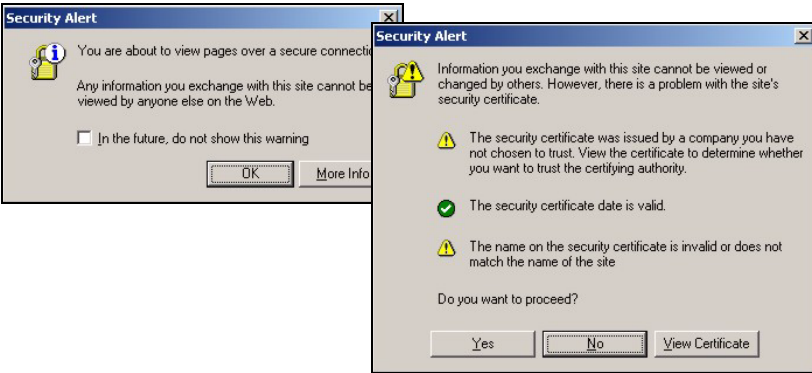 Security Alert
You are about to view pages over a secure
Any information you exchange with this site cannot be
viewed by anyone else on the Web.
In the future, do not show this warning
OK
More Info
Security Alert
Information you exchange with this site cannot be viewed or
changed by others. However, there is a problem with the site's
security certificate.
The security certificate was issued by a company you have
not chosen to trust. View the certificate to determine whether
you want to trust the certifying authority.
The security certificate date is valid.
The name on the security certificate is invalid or does not
match the name of the site
Do you want to proceed?
Yes
No
View Certificate